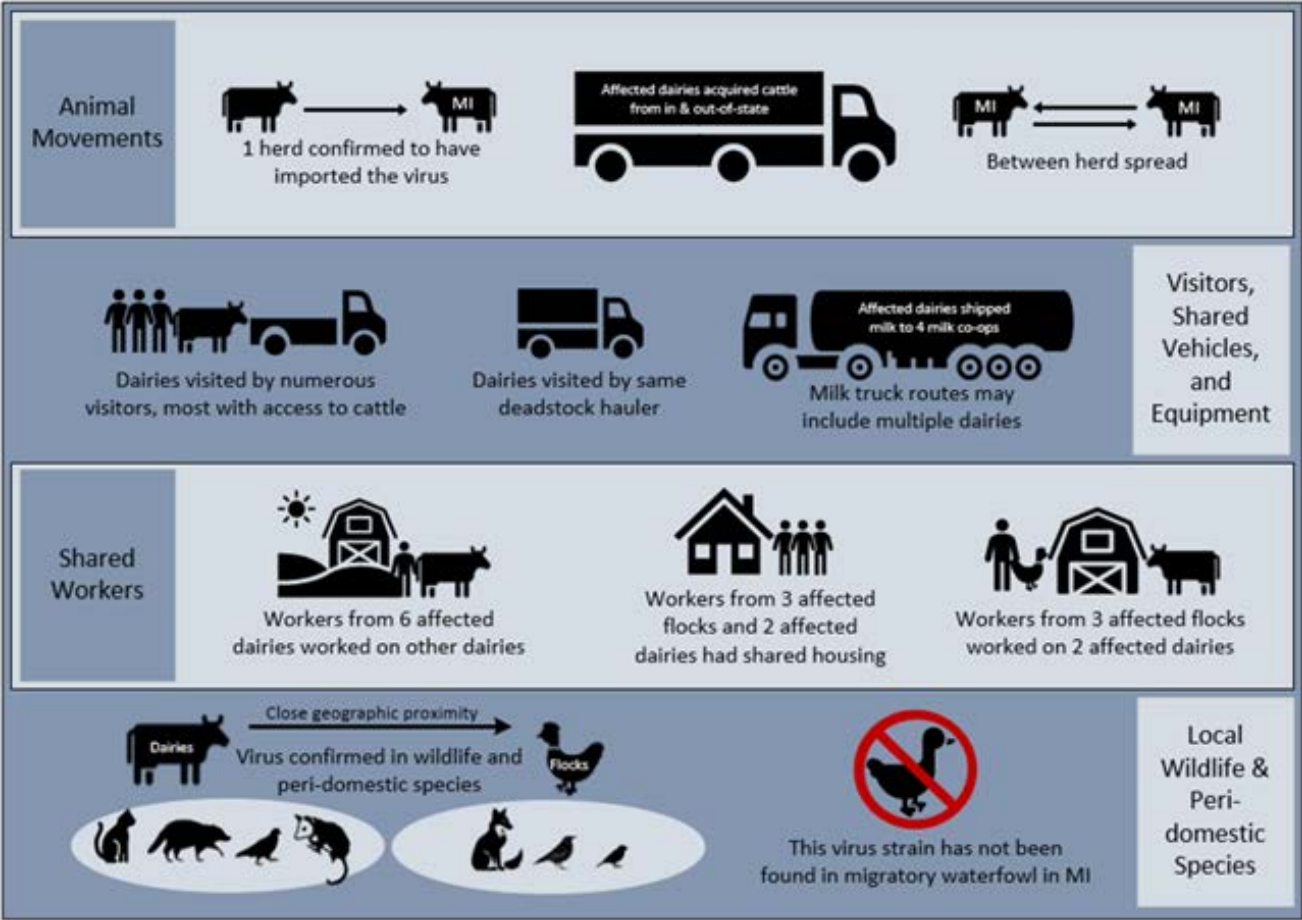 Animal
Movements
MI
1 herd confirmed to have
imported the virus
Affected dairies acquired cattle
from in & out-of-state
MI
MI
Between herd spread
Dairies visited by numerous
visitors, most with access to cattle
Dairies visited by same
deadstock hauler
Affected dairies shipped
milk to 4 milk co-ops
Milk truck routes may
include multiple dairies
Visitors,
Shared
Vehicles,
and
Equipment
Shared
Workers
Workers from 6 affected
dairies worked on other dairies
Workers from 3 affected
flocks and 2 affected
dairies had shared housing
Workers from 3 affected flocks
worked on 2 affected dairies
Dairies
Close geographic proximity
Virus confirmed in wildlife and
peri-domestic species
Flocks
This virus strain has not been
found in migratory waterfowl in MI
Local
Wildlife &
Peri-
domestic
Species